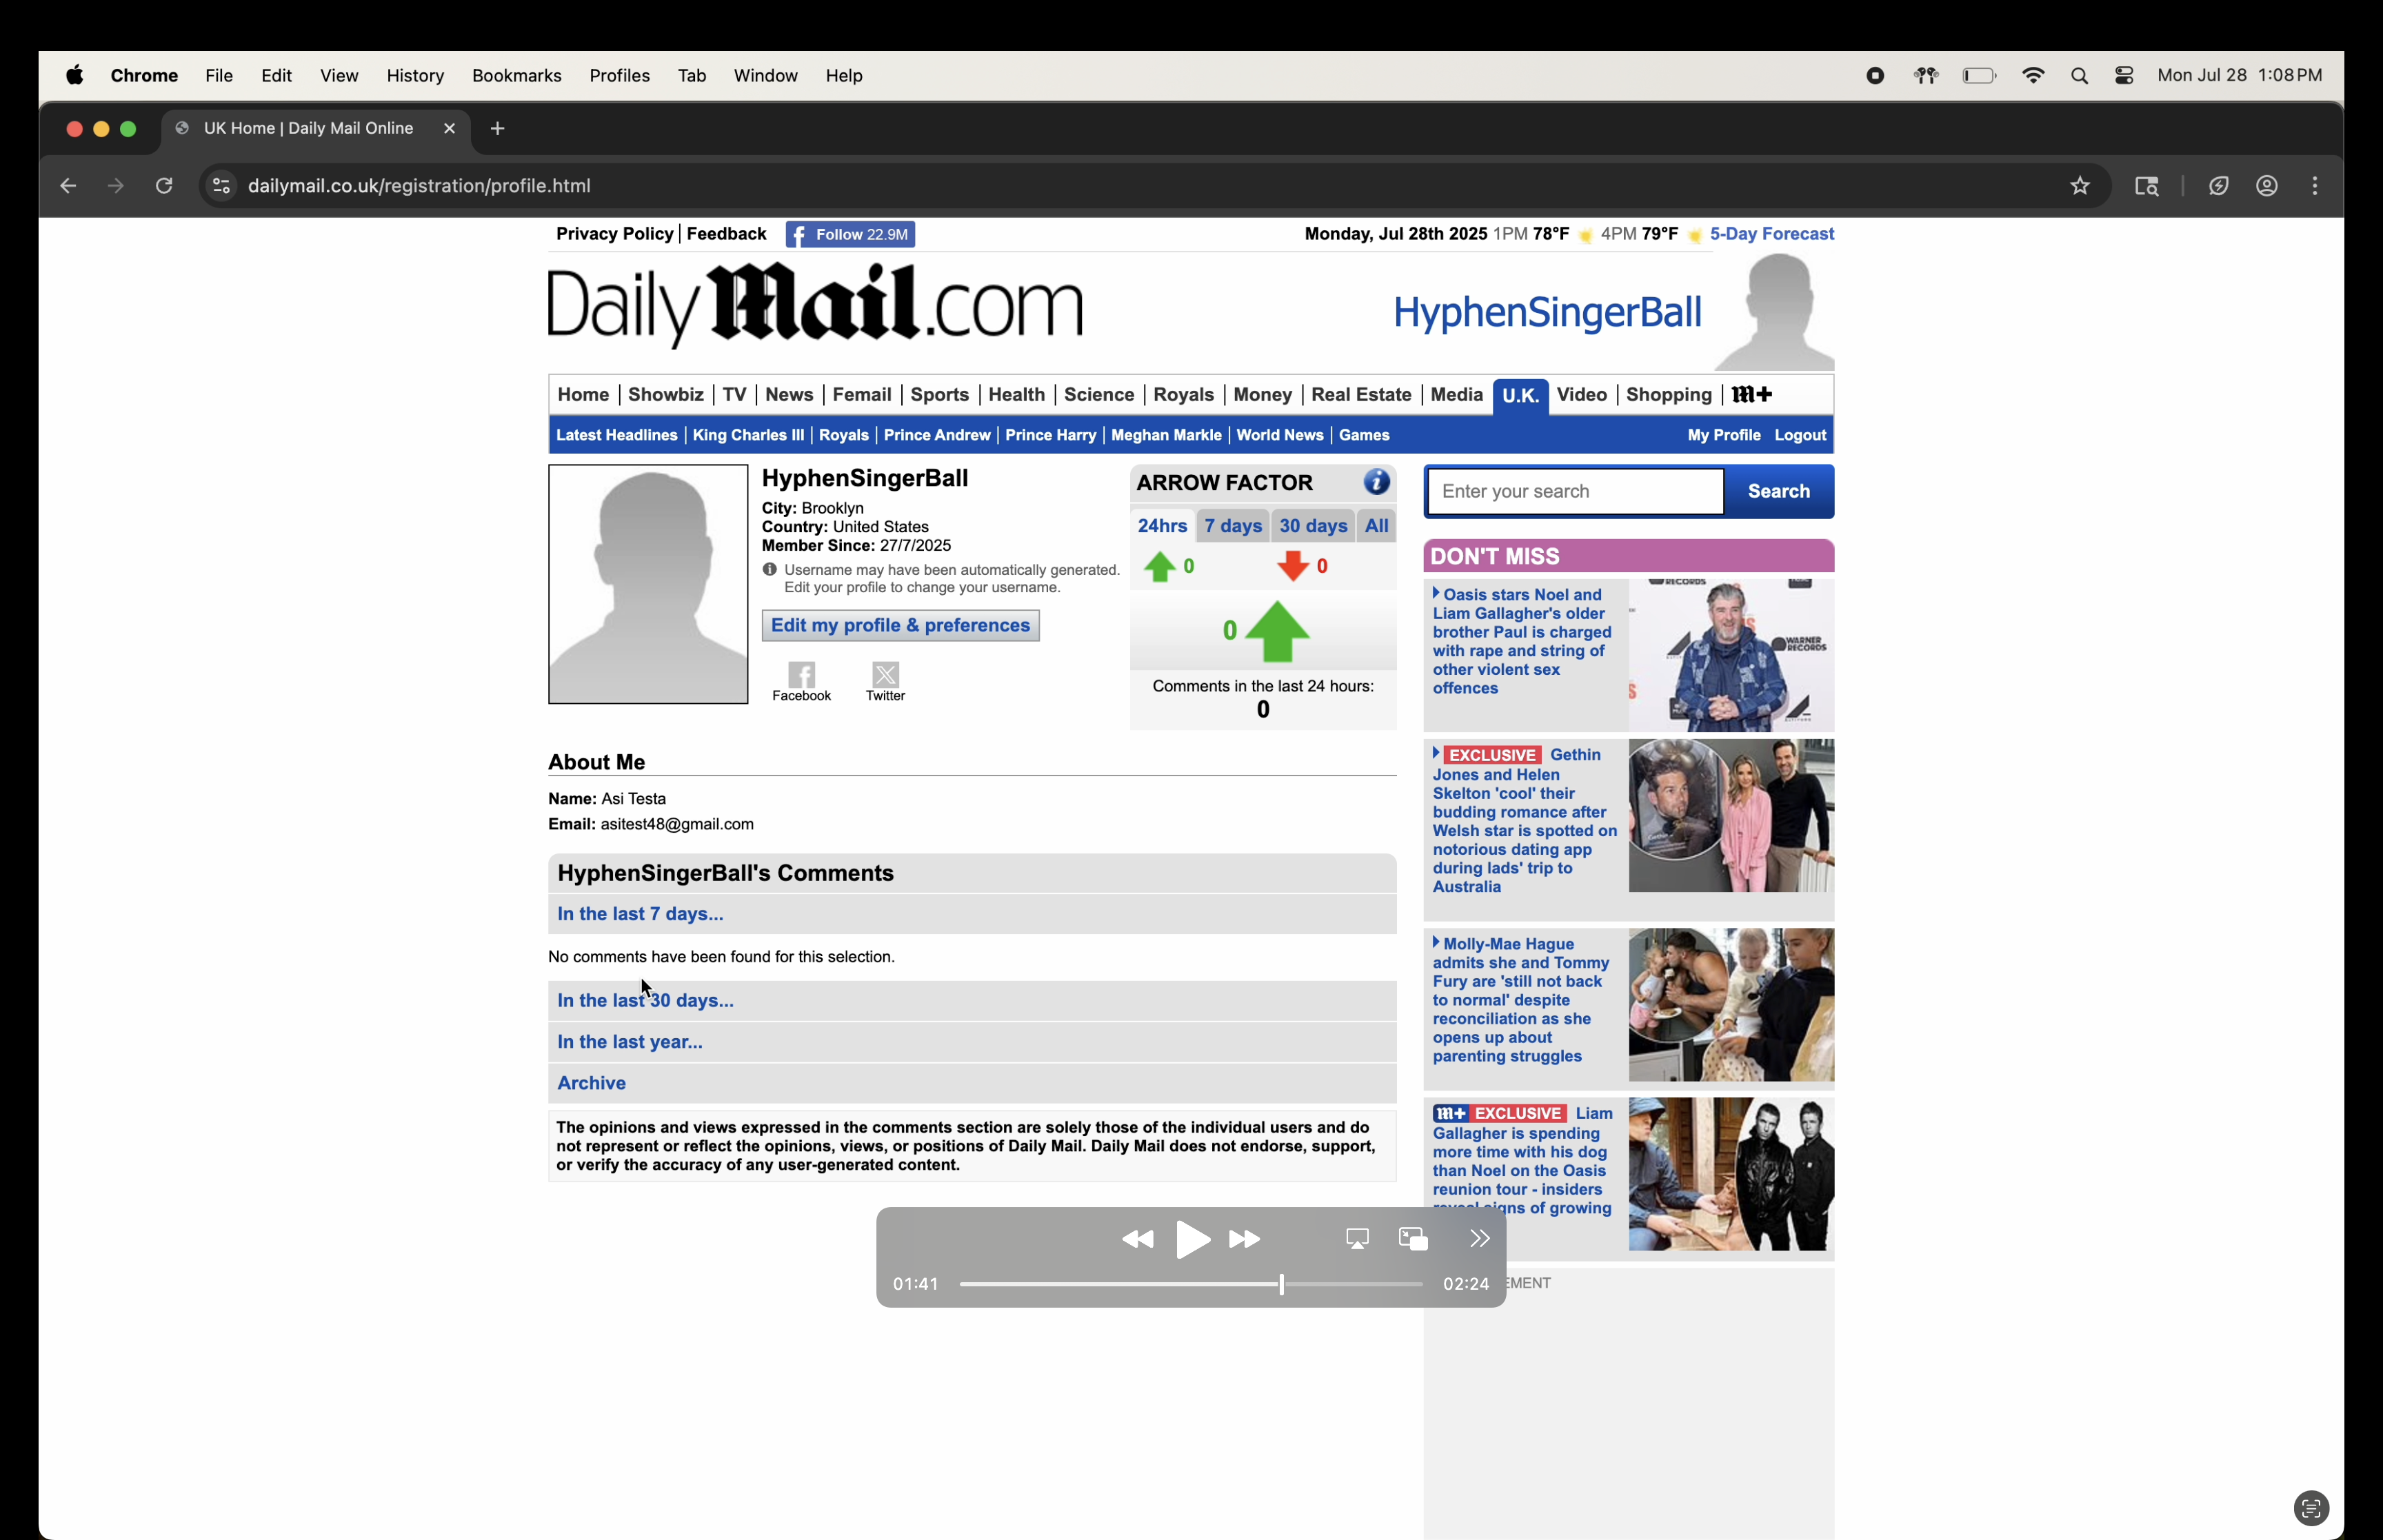 Chrome File Edit View History Bookmarks Profiles Tab Window Help
Mon Jul 28 1:08 PM
UK Home | Daily Mail Online
dailymail.co.uk/registration/profile.html
Privacy Policy Feedback
Follow 22.9M
Monday, Jul 28th 2025 1PM 78°F 4PM 79°F 5-Day Forecast
Daily Mail.com
HyphenSingerBall
Home Showbiz TV News Femail Sports Health Science Royals Money Real Estate Media U.K. Video Shopping m+
Latest Headlines King Charles III Royals Prince Andrew Prince Harry Meghan Markle World News Games
My Profile Logout
HyphenSingerBall
City: Brooklyn
Country: United States
Member Since: 27/7/2025
Username may have been automatically generated.
Edit your profile to change your username.
Edit my profile & preferences
Facebook
Twitter
ARROW FACTOR
24hrs 7 days 30 days All
0 0
0
Comments in the last 24 hours:
0
About Me
Name: Asi Testa
Email: asitest48@gmail.com
HyphenSingerBall's Comments
In the last 7 days...
No comments have been found for this selection.
In the last 30 days...
In the last year...
Archive
The opinions and views expressed in the comments section are solely those of the individual users and do
not represent or reflect the opinions, views, or positions of Daily Mail. Daily Mail does not endorse, support,
or verify the accuracy of any user-generated content.
Enter your search
Search
DON'T MISS
Oasis stars Noel and
Liam Gallagher's older
brother Paul is charged
with rape and string of
other violent sex
offences
RECORDS
WARNER
RECORDS
EXCLUSIVE Gethin
Jones and Helen
Skelton 'cool' their
budding romance after
Welsh star is spotted on
notorious dating app
during lads' trip to
Australia
Molly-Mae Hague
admits she and Tommy
Fury are 'still not back
to normal' despite
reconciliation as she
opens up about
parenting struggles
m+ EXCLUSIVE Liam
Gallagher is spending
more time with his dog
than Noel on the Oasis
reunion tour - insiders
of growing
EMENT
01:41
02:24